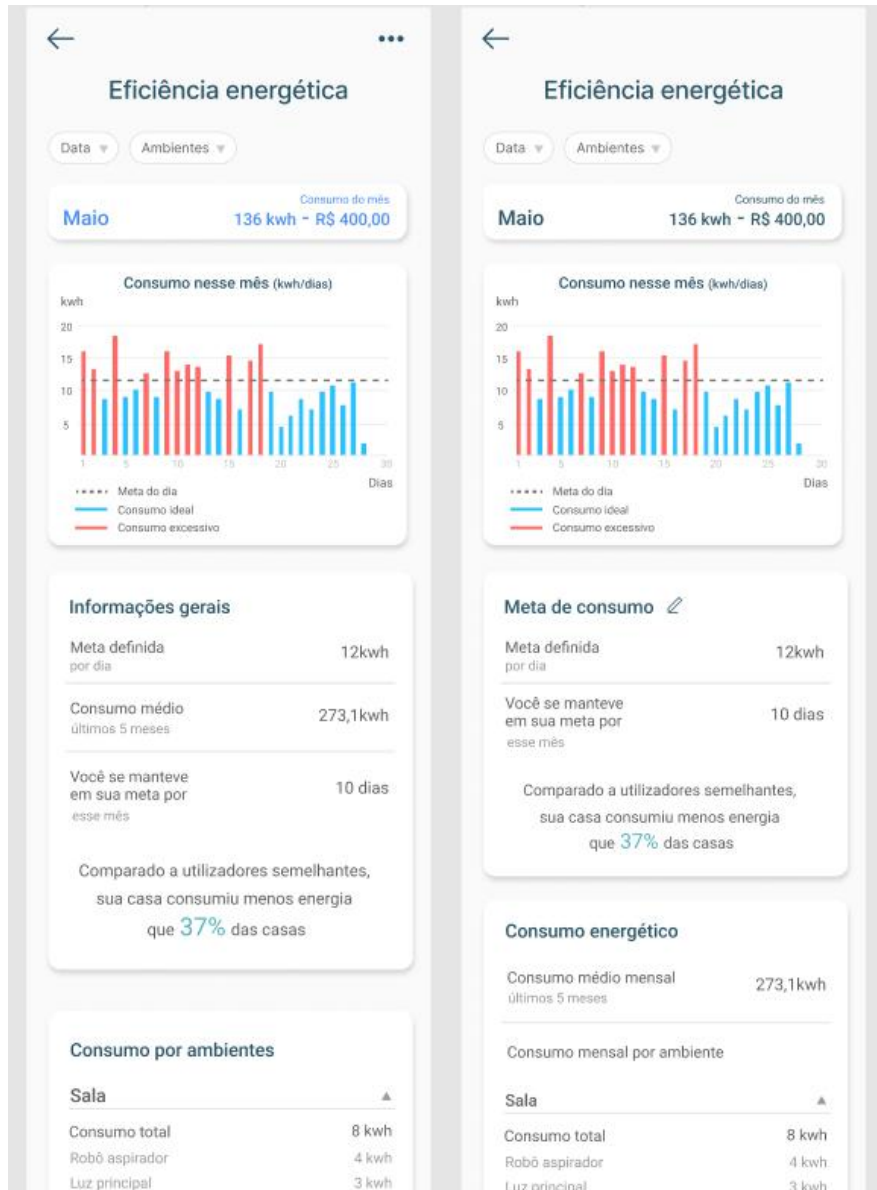 Eficiência energética
Data
Ambientes
Consumo do mês
Maio
136 kwh - R$ 400,00
Consumo nesse mês (kwh/dias)
kwh
20
15
10
5
1 5 10 15 20 25 30
Dias
Meta do dia
Consumo ideal
Consumo excessivo
Informações gerais
Meta definida
por dia
12kwh
Consumo médio
últimos 5 meses
273,1kwh
Você se manteve
em sua meta por
esse mês
10 dias
Comparado a utilizadores semelhantes,
sua casa consumiu menos energia
que 37% das casas
Consumo por ambientes
Sala
Consumo total 8 kwh
Robô aspirador 4 kwh
Luz principal 3 kwh
Eficiência energética
Data
Ambientes
Consumo do mês
Maio
136 kwh - R$ 400,00
Consumo nesse mês (kwh/dias)
kwh
20
15
10
5
1 5 10 15 20 25 30
Dias
Meta do dia
Consumo ideal
Consumo excessivo
Meta de consumo
Meta definida
por dia
12kwh
Você se manteve
em sua meta por
esse mês
10 dias
Comparado a utilizadores semelhantes,
sua casa consumiu menos energia
que 37% das casas
Consumo energético
Consumo médio mensal
últimos 5 meses
273,1kwh
Consumo mensal por ambiente
Sala
Consumo total 8 kwh
Robô aspirador 4 kwh
Luz principal 3 kwh